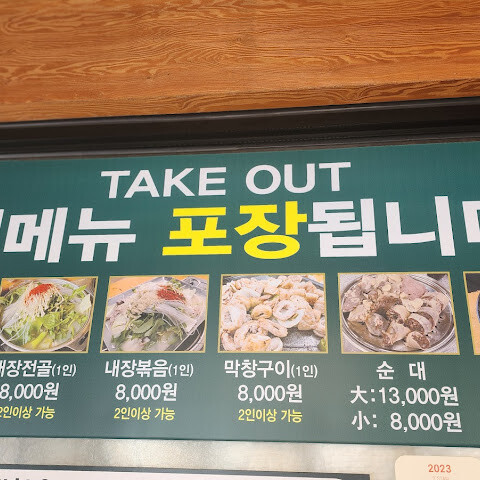 TAKE OUT
메뉴 포장됩니다
내장전골(1인)
8,000원
2인이상 가능
내장볶음(1인)
8,000원
2인이상 가능
막창구이(1인)
8,000원
2인이상 가능
순 대
大:13,000원
小: 8,000원
2023